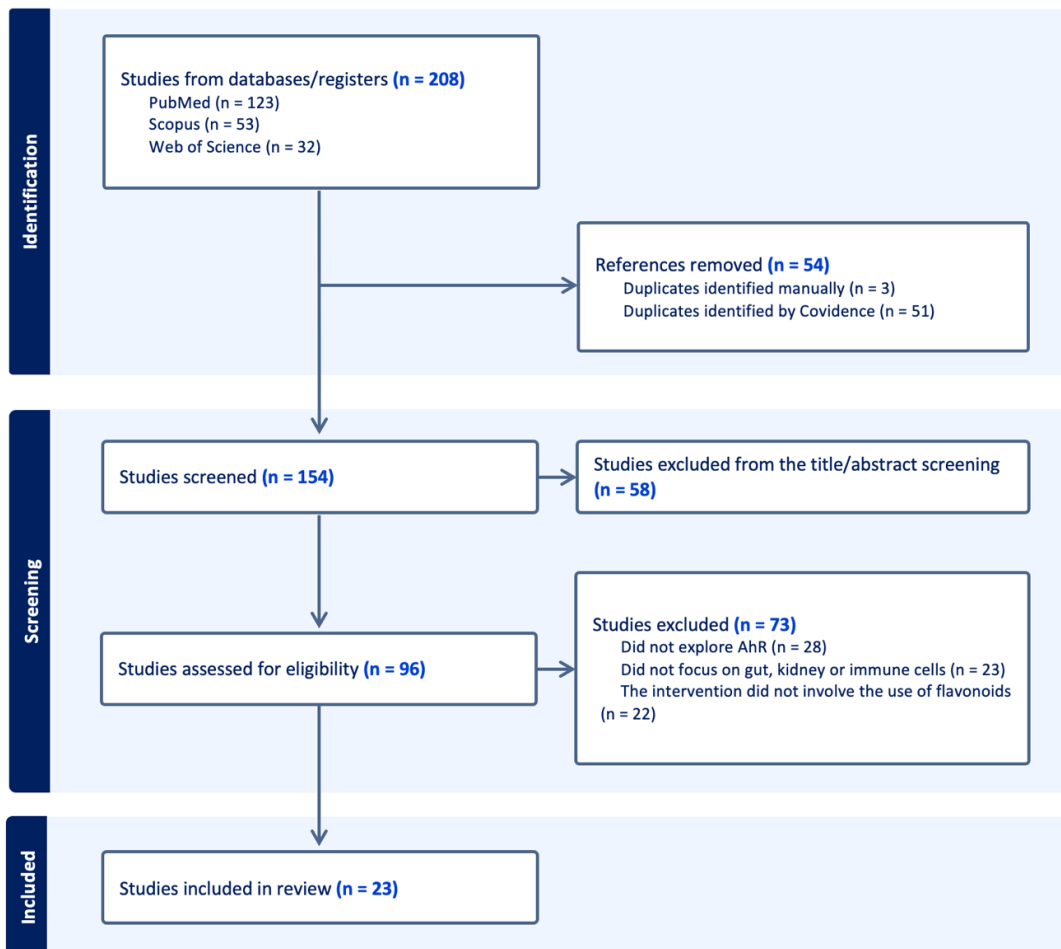 Identification
Studies from databases/registers (n = 208)
PubMed (n = 123)
Scopus (n = 53)
Web of Science (n = 32)
References removed (n = 54)
Duplicates identified manually (n = 3)
Duplicates identified by Covidence (n = 51)
Screening
Studies screened (n = 154)
Studies excluded from the title/abstract screening
(n = 58)
Studies assessed for eligibility (n = 96)
Studies excluded (n = 73)
Did not explore AhR (n = 28)
Did not focus on gut, kidney or immune cells (n = 23)
The intervention did not involve the use of flavonoids
(n = 22)
Included
Studies included in review (n = 23)